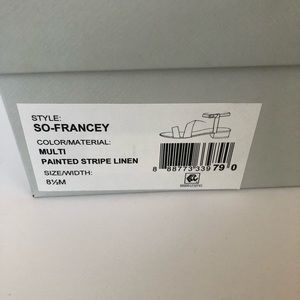 STYLE:
SO-FRANCEY
COLOR/MATERIAL:
MULTI
PAINTED STRIPE LINEN
SIZE/WIDTH:
8½M
8 88773 33979 0